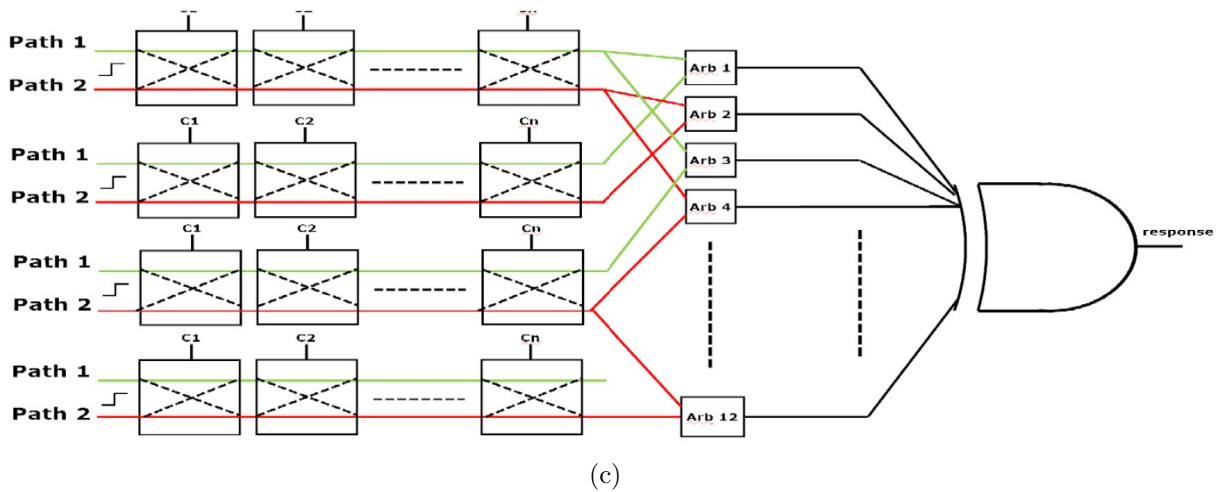 Path 1
Path 2
Arb 1
Arb 2
C1 C2 Cn
Path 1
Path 2
Arb 3
Arb 4
C1 C2 Cn
Path 1
Path 2
response
C1 C2 Cn
Path 1
Path 2
Arb 12
(c)